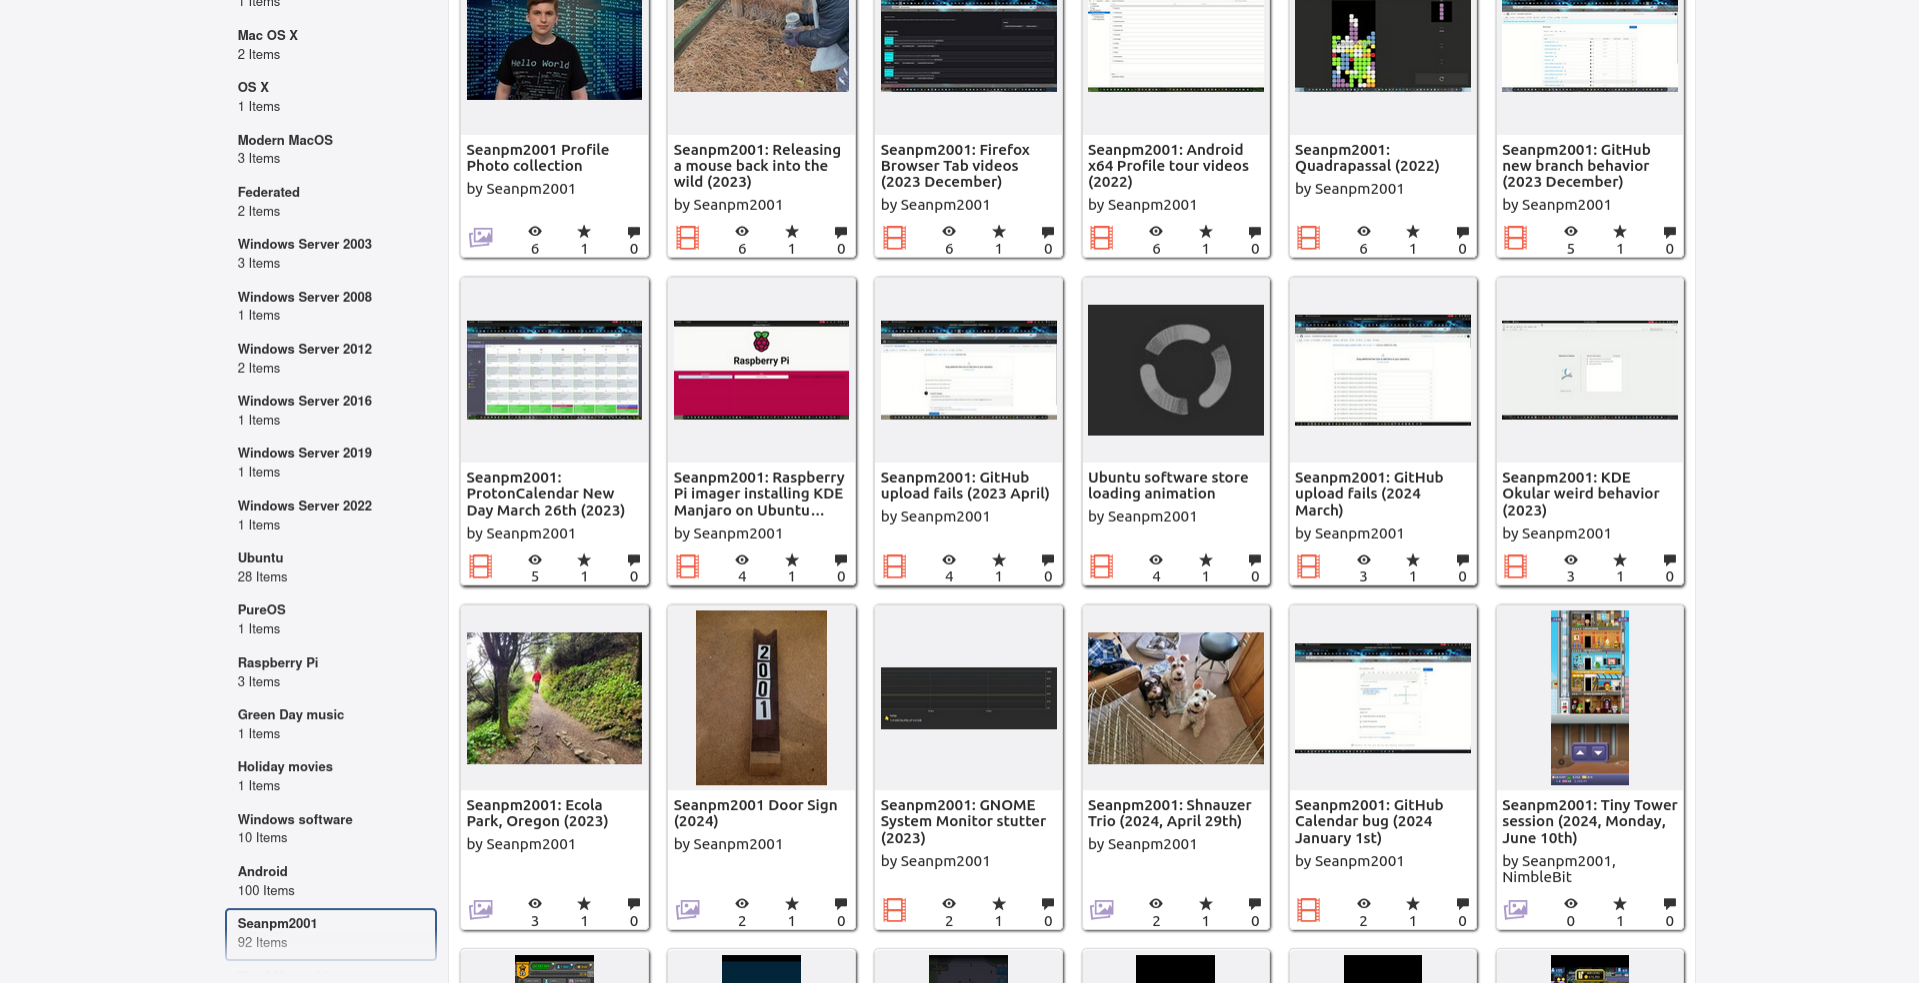 1 Items
Mac OS X
2 Items
OS X
1 Items
Modern MacOS
3 Items
Federated
2 Items
Windows Server 2003
3 Items
Windows Server 2008
1 Items
Windows Server 2012
2 Items
Windows Server 2016
1 Items
Windows Server 2019
1 Items
Windows Server 2022
1 Items
Ubuntu
28 Items
PureOS
1 Items
Raspberry Pi
3 Items
Green Day music
1 Items
Holiday movies
1 Items
Windows software
10 Items
Android
100 Items
Seanpm2001
92 Items
Hello World
Seanpm2001 Profile
Photo collection
by Seanpm2001
6 1 0
Seanpm2001: Releasing
a mouse back into the
wild (2023)
by Seanpm2001
6 1 0
Seanpm2001: Firefox
Browser Tab videos
(2023 December)
by Seanpm2001
6 1 0
Seanpm2001: Android
x64 Profile tour videos
(2022)
by Seanpm2001
6 1 0
Seanpm2001:
Quadrapassal (2022)
by Seanpm2001
6 1 0
Seanpm2001: GitHub
new branch behavior
(2023 December)
by Seanpm2001
5 1 0
Seanpm2001:
ProtonCalendar New
Day March 26th (2023)
by Seanpm2001
5 1 0
Raspberry Pi
Seanpm2001: Raspberry
Pi imager installing KDE
Manjaro on Ubuntu...
by Seanpm2001
4 1 0
Seanpm2001: GitHub
upload fails (2023 April)
by Seanpm2001
4 1 0
Ubuntu software store
loading animation
by Seanpm2001
4 1 0
Seanpm2001: GitHub
upload fails (2024
March)
by Seanpm2001
3 1 0
Seanpm2001: KDE
Okular weird behavior
(2023)
by Seanpm2001
3 1 0
Seanpm2001: Ecola
Park, Oregon (2023)
by Seanpm2001
3 1 0
2001
Seanpm2001 Door Sign
(2024)
by Seanpm2001
2 1 0
Seanpm2001: GNOME
System Monitor stutter
(2023)
by Seanpm2001
2 1 0
Seanpm2001: Shnauzer
Trio (2024, April 29th)
by Seanpm2001
2 1 0
Seanpm2001: GitHub
Calendar bug (2024
January 1st)
by Seanpm2001
2 1 0
Seanpm2001: Tiny Tower
session (2024, Monday,
June 10th)
by Seanpm2001,
NimbleBit
0 1 0